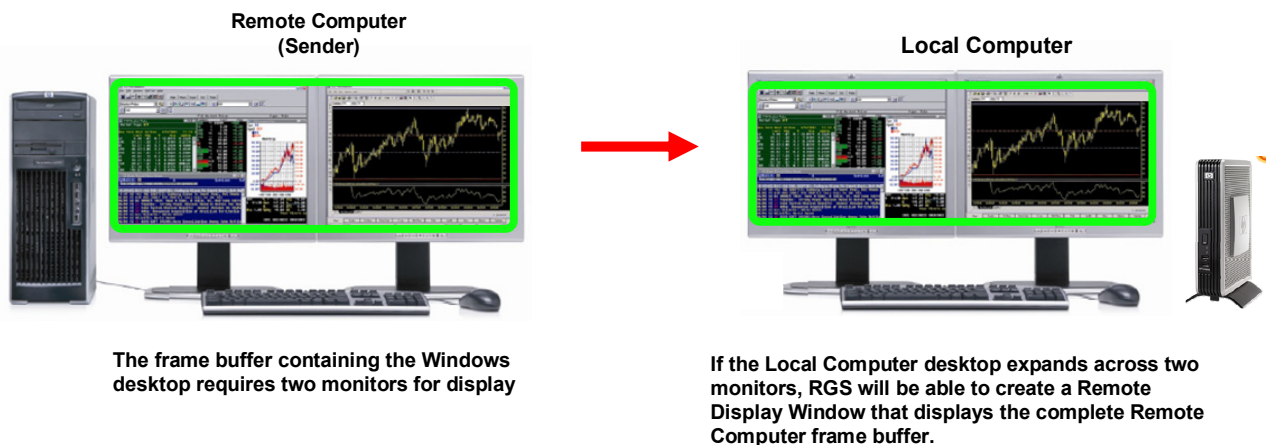 Remote Computer
(Sender)
Local Computer
The frame buffer containing the Windows
desktop requires two monitors for display
If the Local Computer desktop expands across two
monitors, RGS will be able to create a Remote
Display Window that displays the complete Remote
Computer frame buffer.